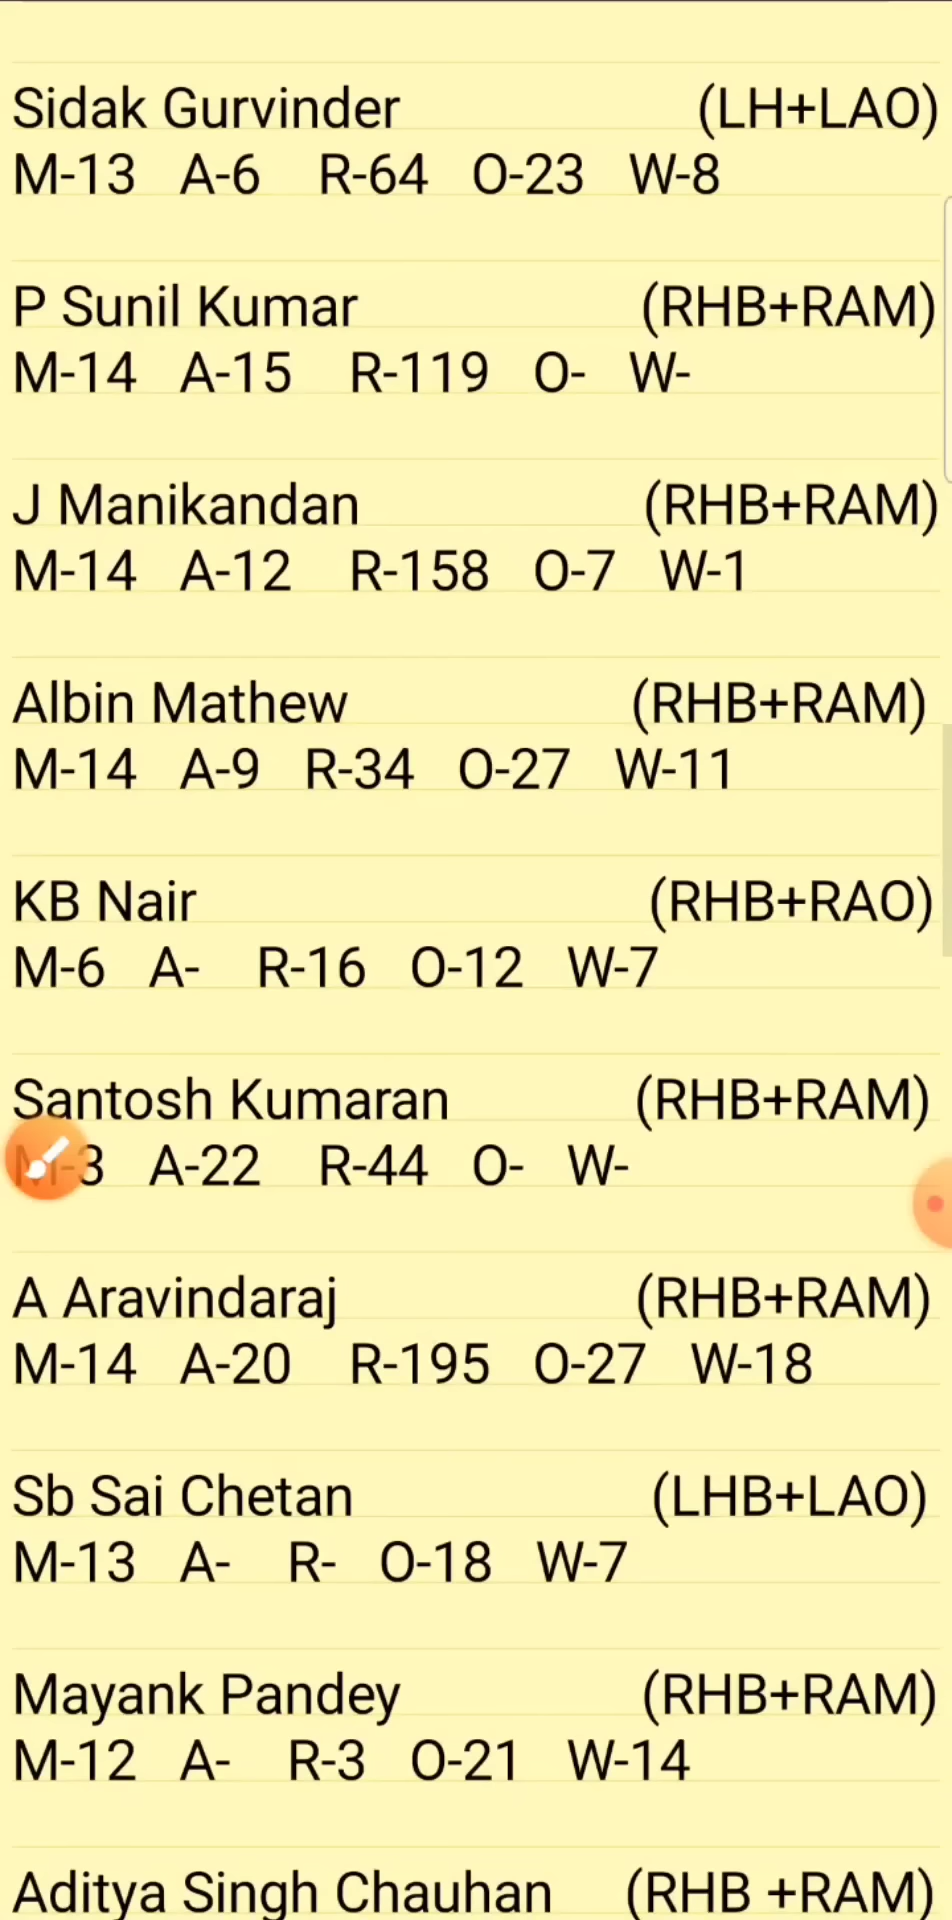 Sidak Gurvinder (LH+LAO)
M-13 A-6 R-64 O-23 W-8
P Sunil Kumar (RHB+RAM)
M-14 A-15 R-119 O- W-
J Manikandan (RHB+RAM)
M-14 A-12 R-158 O-7 W-1
Albin Mathew (RHB+RAM)
M-14 A-9 R-34 O-27 W-11
KB Nair (RHB+RAO)
M-6 A- R-16 O-12 W-7
Santosh Kumaran (RHB+RAM)
M-3 A-22 R-44 O- W-
A Aravindaraj (RHB+RAM)
M-14 A-20 R-195 O-27 W-18
Sb Sai Chetan (LHB+LAO)
M-13 A- R- O-18 W-7
Mayank Pandey (RHB+RAM)
M-12 A- R-3 O-21 W-14
Aditya Singh Chauhan (RHB +RAM)